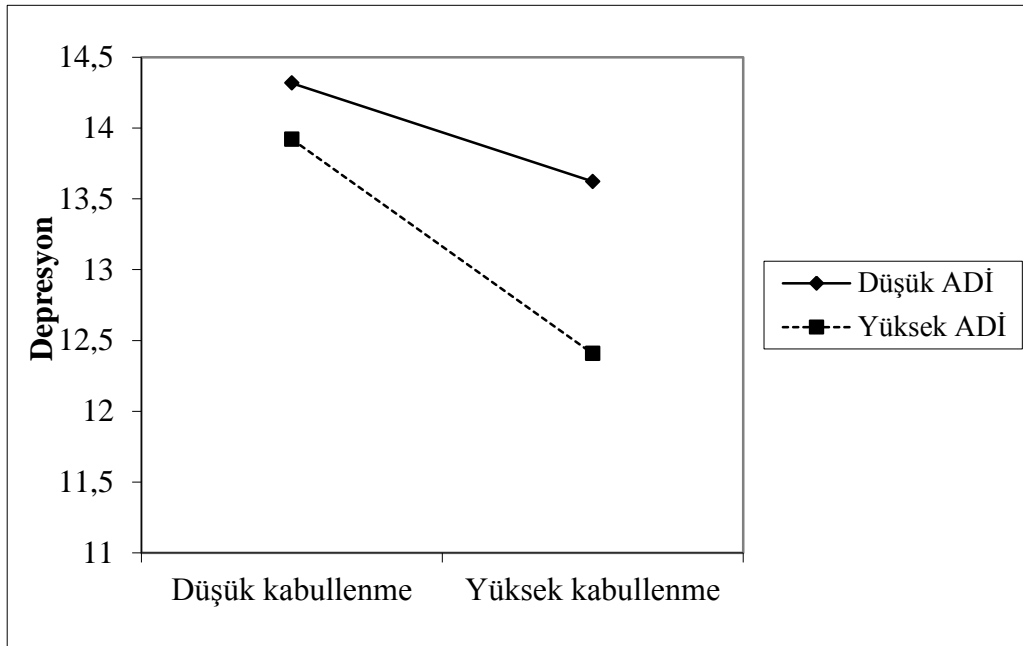 14,5
14
13,5
13
12,5
12
11,5
11
Depresyon
Düşük kabullenme
Yüksek kabullenme
Düşük ADİ
Yüksek ADİ